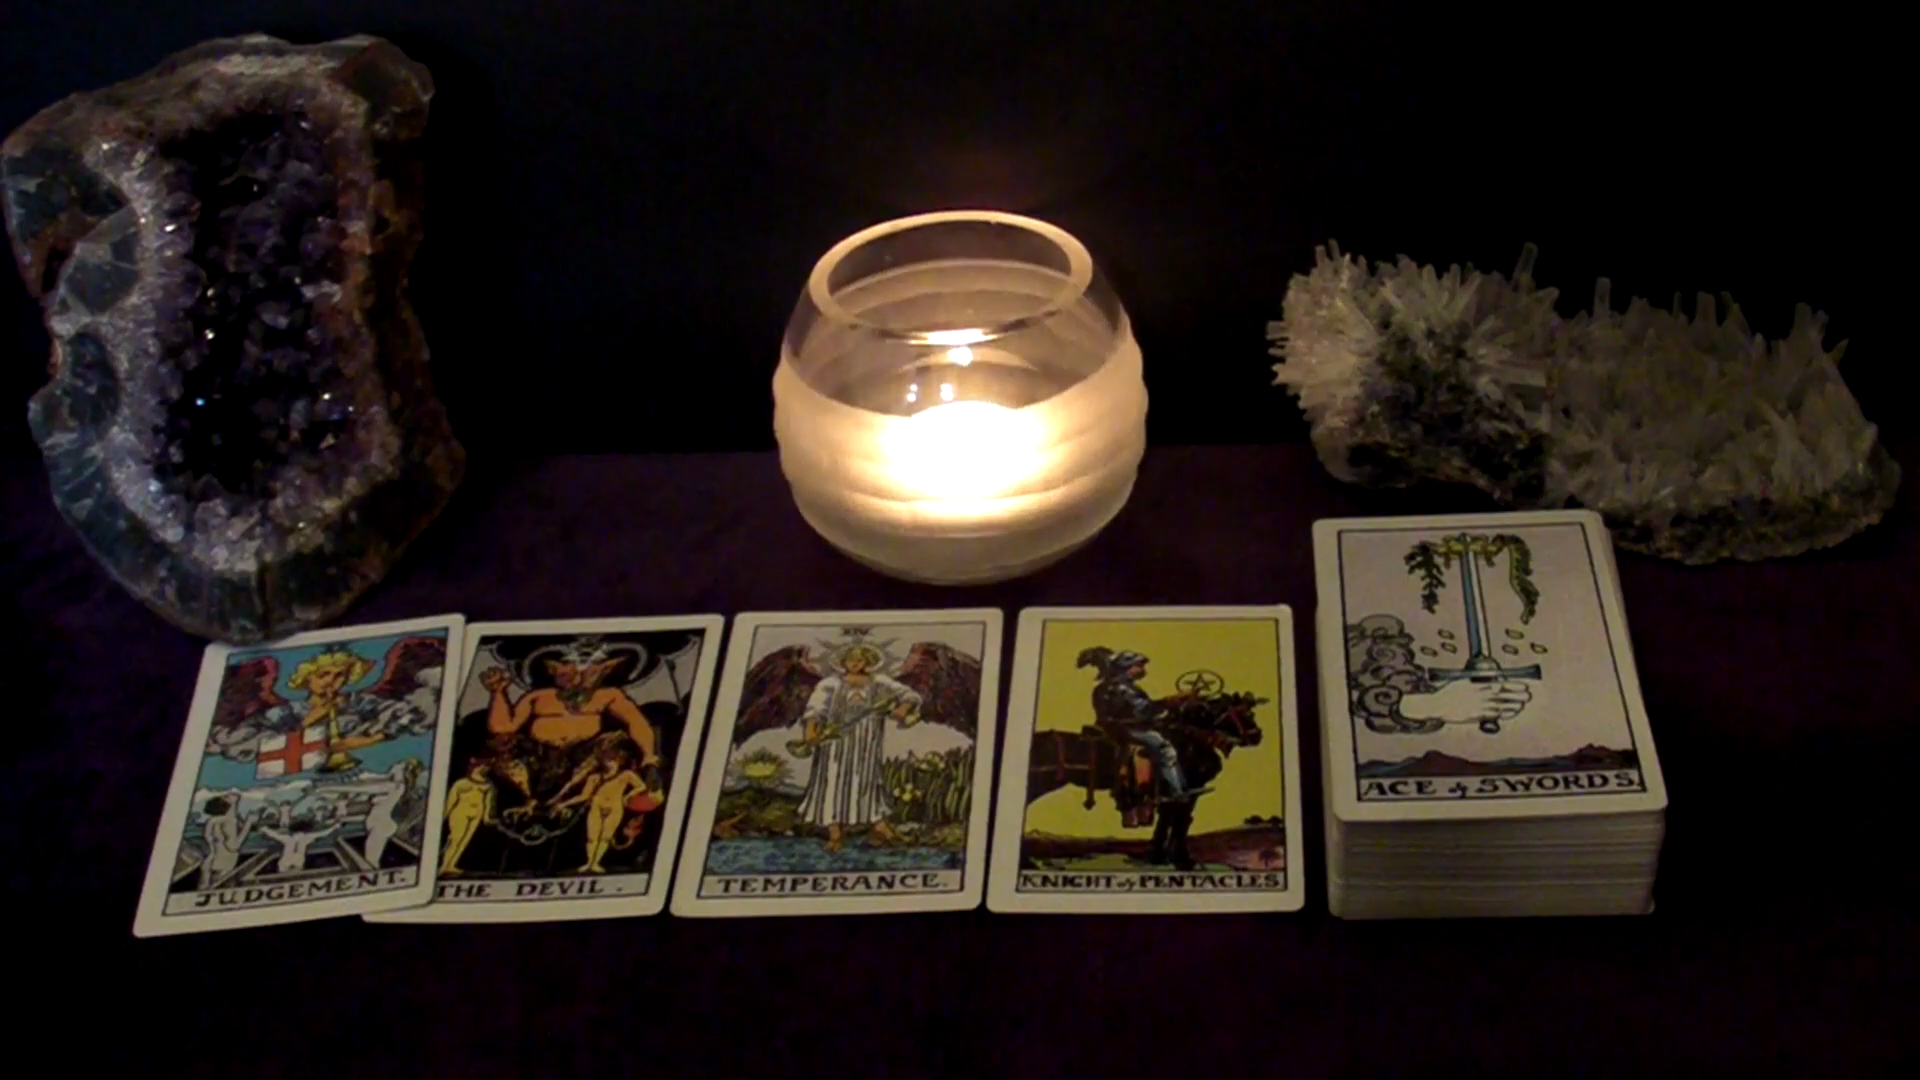 JUDGEMENT.
THE DEVIL.
XIV
TEMPERANCE.
KNIGHT of PENTACLES
ACE of SWORDS.